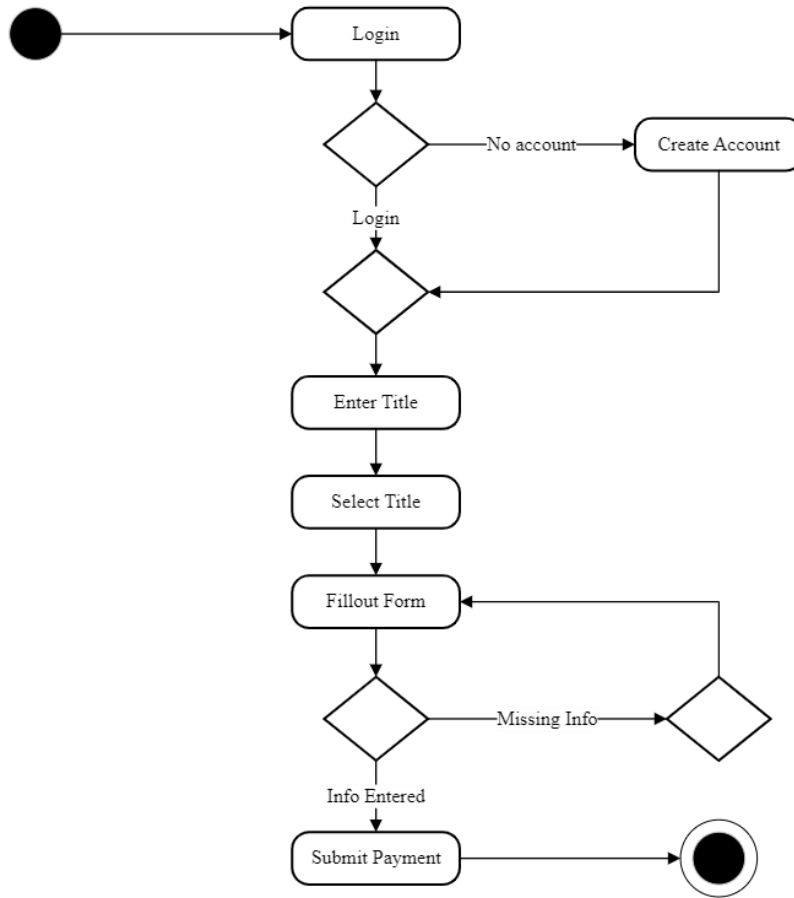 Login
No account
Create Account
Login
Enter Title
Select Title
Fillout Form
Missing Info
Info Entered
Submit Payment